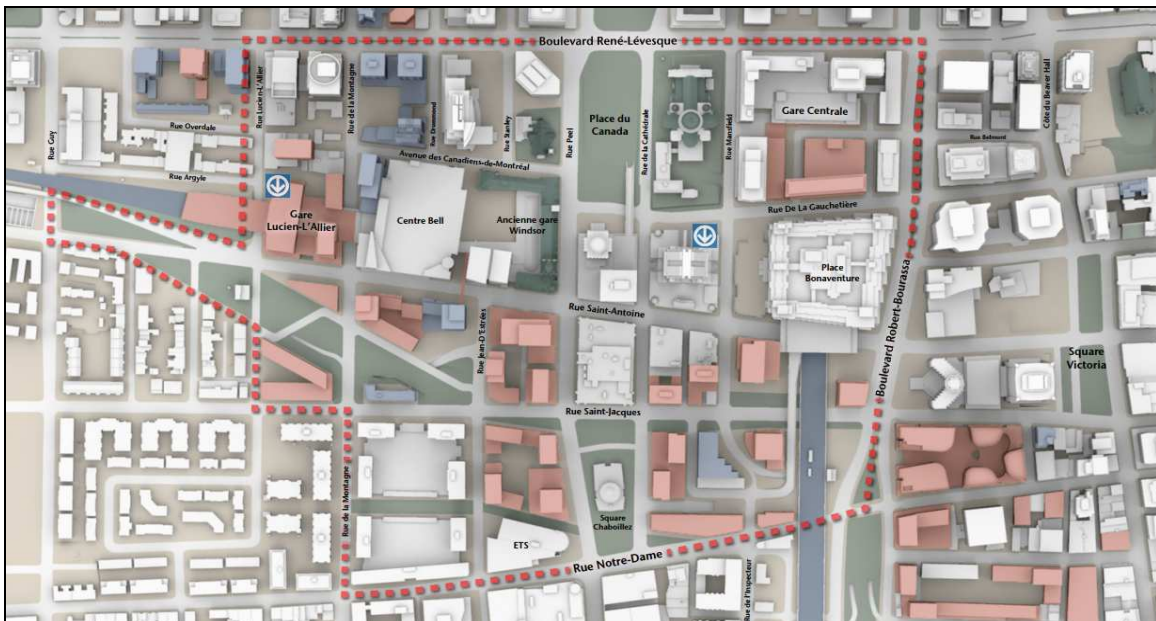 Boulevard René-Lévesque
Rue Guy
Rue Overdale
Rue Argyle
Rue Lucien-L'Allier
Rue de la Montagne
Rue Drummond
Rue Stanley
Avenue des Canadiens-de-Montréal
Rue Peel
Place du
Canada
Rue de la Cathédrale
Rue Mansfield
Gare Centrale
Côte du Beaver Hall
Rue Belmont
Rue De La Gauchetière
Gare
Lucien-L'Allier
Centre Bell
Ancienne gare
Windsor
Place
Bonaventure
Boulevard Robert-Bourassa
Rue Saint-Antoine
Rue Jean-D'Estrées
Square
Victoria
Rue Saint-Jacques
Rue de la Montagne
Square
Chaboillez
ETS
Rue Notre-Dame
Rue de l'Inspecteur